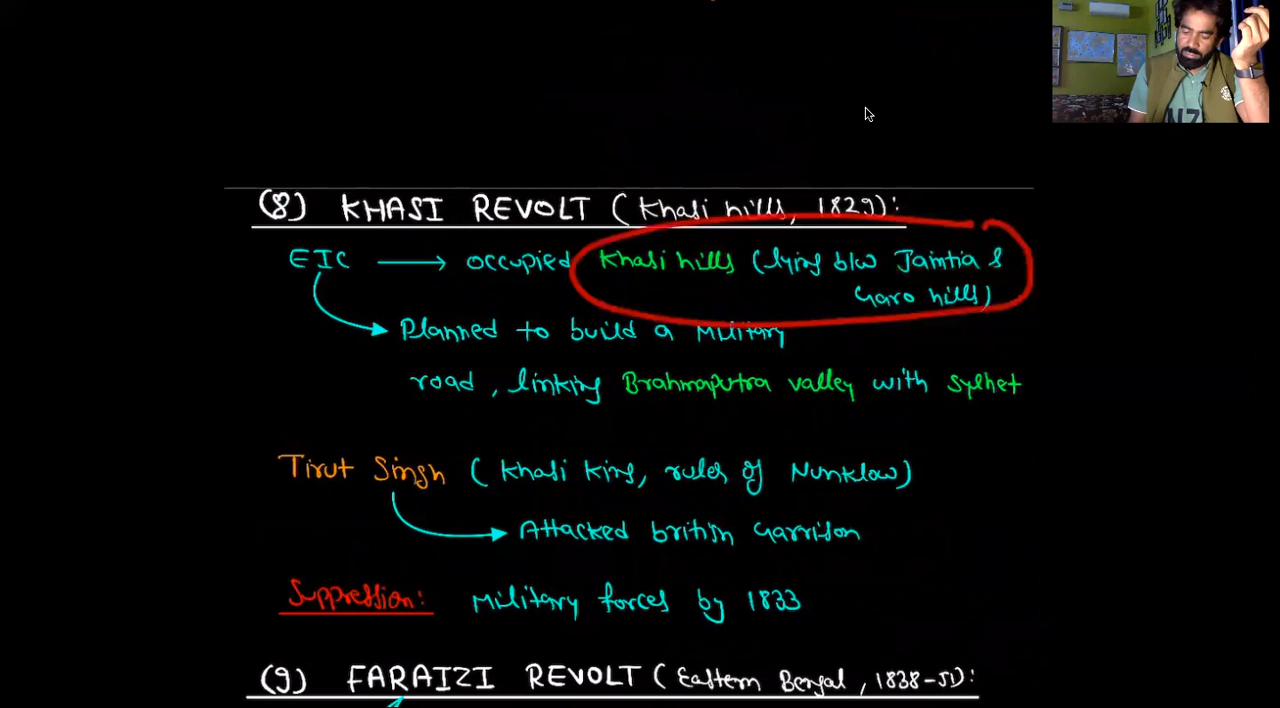 (8) KHASI REVOLT (Khasi hills, 1829):
EIC → occupied Khasi hills (lying b/w Jaintia &
Garo hills)
Planned to build a military
road, linking Brahmaputra valley with Sylhet
Tirut Singh (Khasi King, ruler of Nunklow)
Attacked british Garrison
Suppression: Military forces by 1833
(9) FARAIZI REVOLT (Eastern Bengal, 1838-51):